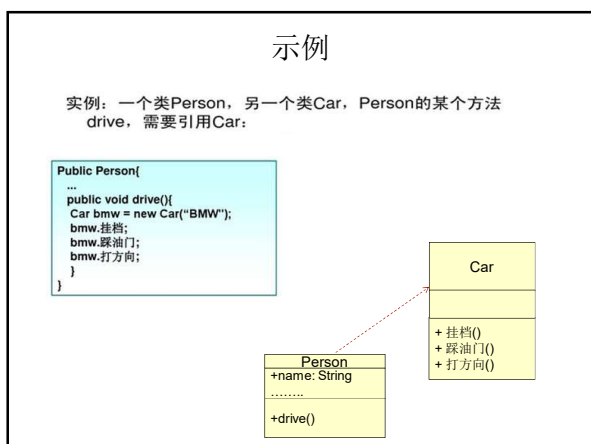 示例
实例：一个类Person，另一个类Car，Person的某个方法
drive，需要引用Car：
Public Person{
...
public void drive(){
Car bmw = new Car(“BMW”);
bmw.挂档;
bmw.踩油门;
bmw.打方向;
}
}
Car
+ 挂档()
+ 踩油门()
+ 打方向()
Person
+name: String
……..
+drive()